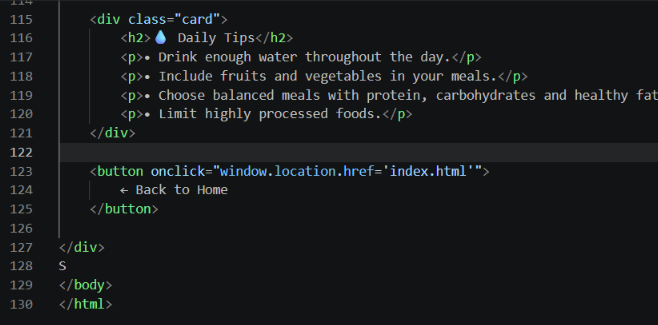 114
115 <div class="card">
116 <h2>💧 Daily Tips</h2>
117 <p>• Drink enough water throughout the day.</p>
118 <p>• Include fruits and vegetables in your meals.</p>
119 <p>• Choose balanced meals with protein, carbohydrates and healthy fat
120 <p>• Limit highly processed foods.</p>
121 </div>
122
123 <button onclick="window.location.href='index.html'">
124 ← Back to Home
125 </button>
126
127 </div>
128 S
129 </body>
130 </html>